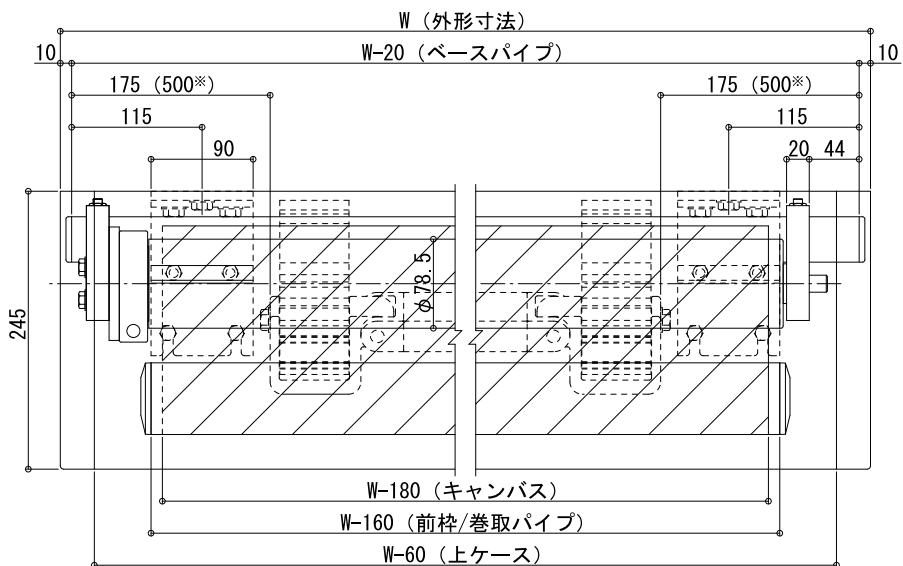 W (外形寸法)
10
W-20 (ベースパイプ)
10
175 (500※)
175 (500※)
115
115
90
20
44
φ78.5
245
W-180 (キャンバス)
W-160 (前枠/巻取パイプ)
W-60 (上ケース)